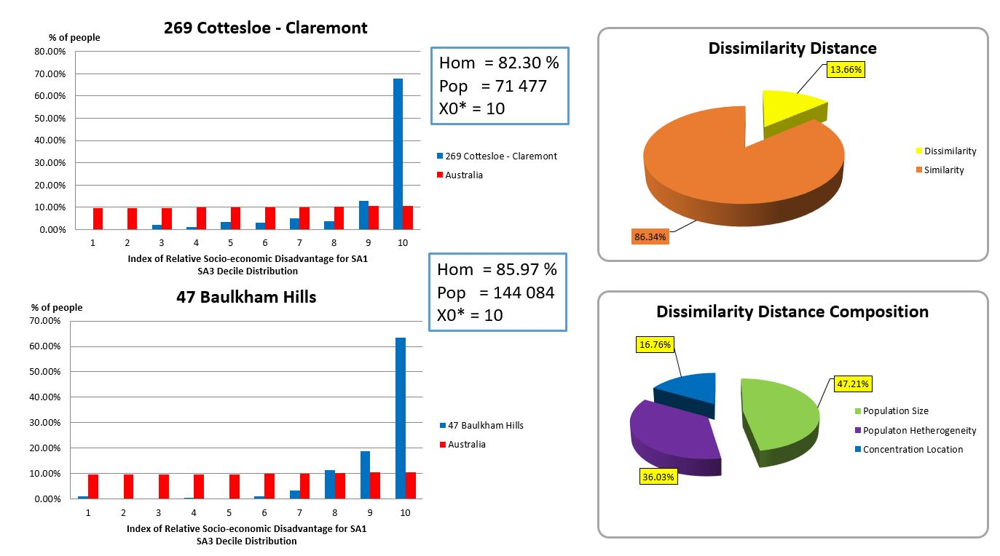 269 Cottesloe - Claremont
% of people
80.00%
70.00%
60.00%
50.00%
40.00%
30.00%
20.00%
10.00%
0.00%
1 2 3 4 5 6 7 8 9 10
Index of Relative Socio-economic Disadvantage for SA1
SA3 Decile Distribution
269 Cottesloe - Claremont
Australia
Hom = 82.30 %
Pop = 71 477
X0* = 10
47 Baulkham Hills
% of people
70.00%
60.00%
50.00%
40.00%
30.00%
20.00%
10.00%
0.00%
1 2 3 4 5 6 7 8 9 10
Index of Relative Socio-economic Disadvantage for SA1
SA3 Decile Distribution
47 Baulkham Hills
Australia
Hom = 85.97 %
Pop = 144 084
X0* = 10
Dissimilarity Distance
13.66%
86.34%
Dissimilarity
Similarity
Dissimilarity Distance Composition
16.76%
47.21%
36.03%
Population Size
Populaton Hetherogeneity
Concentration Location